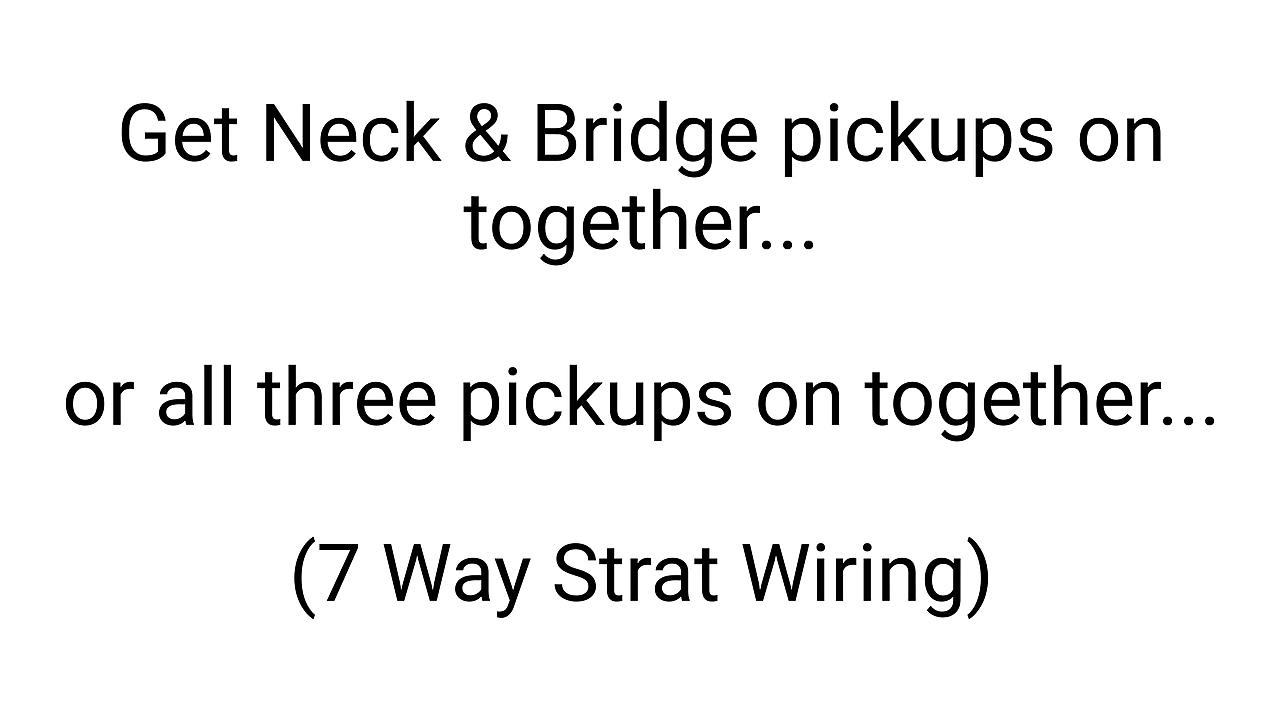 Get Neck & Bridge pickups on
together...
or all three pickups on together...
(7 Way Strat Wiring)